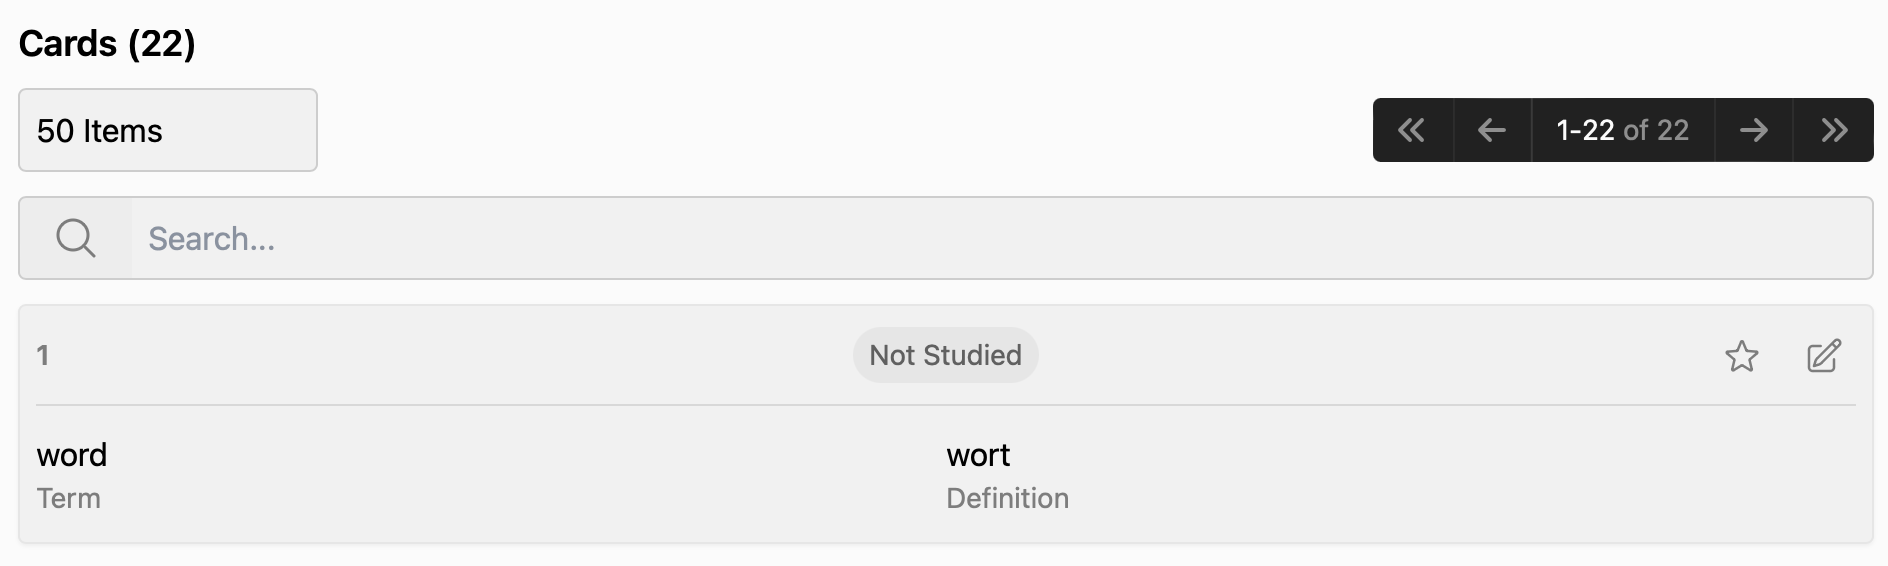 Cards (22)
50 Items
1-22 of 22
Search...
1
Not Studied
word
wort
Term
Definition